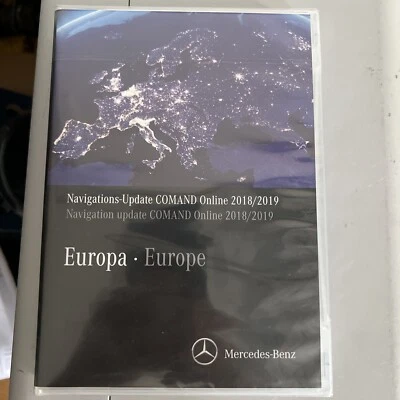 Navigations-Update COMAND Online 2018/2019
Navigation update COMAND Online 2018/2019
Europa · Europe
Mercedes-Benz